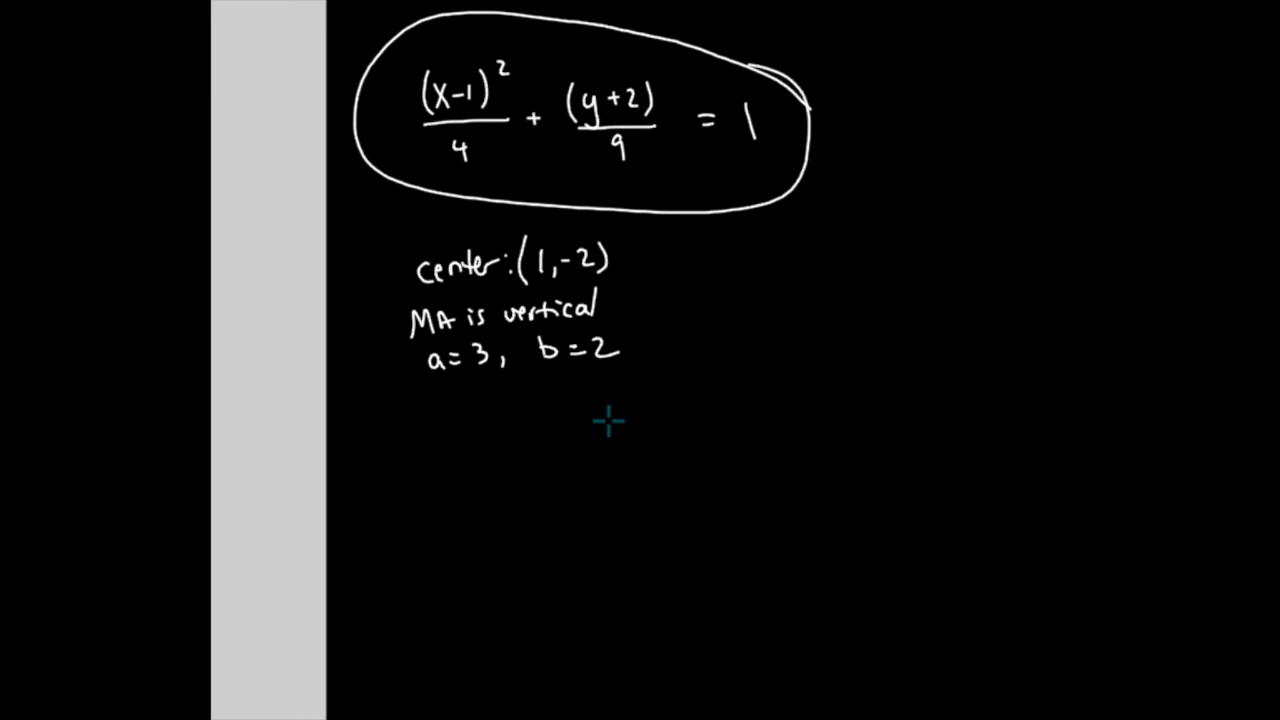 (x-1)²/4 + (y+2)/9 = 1
center: (1,-2)
MA is vertical
a=3, b=2